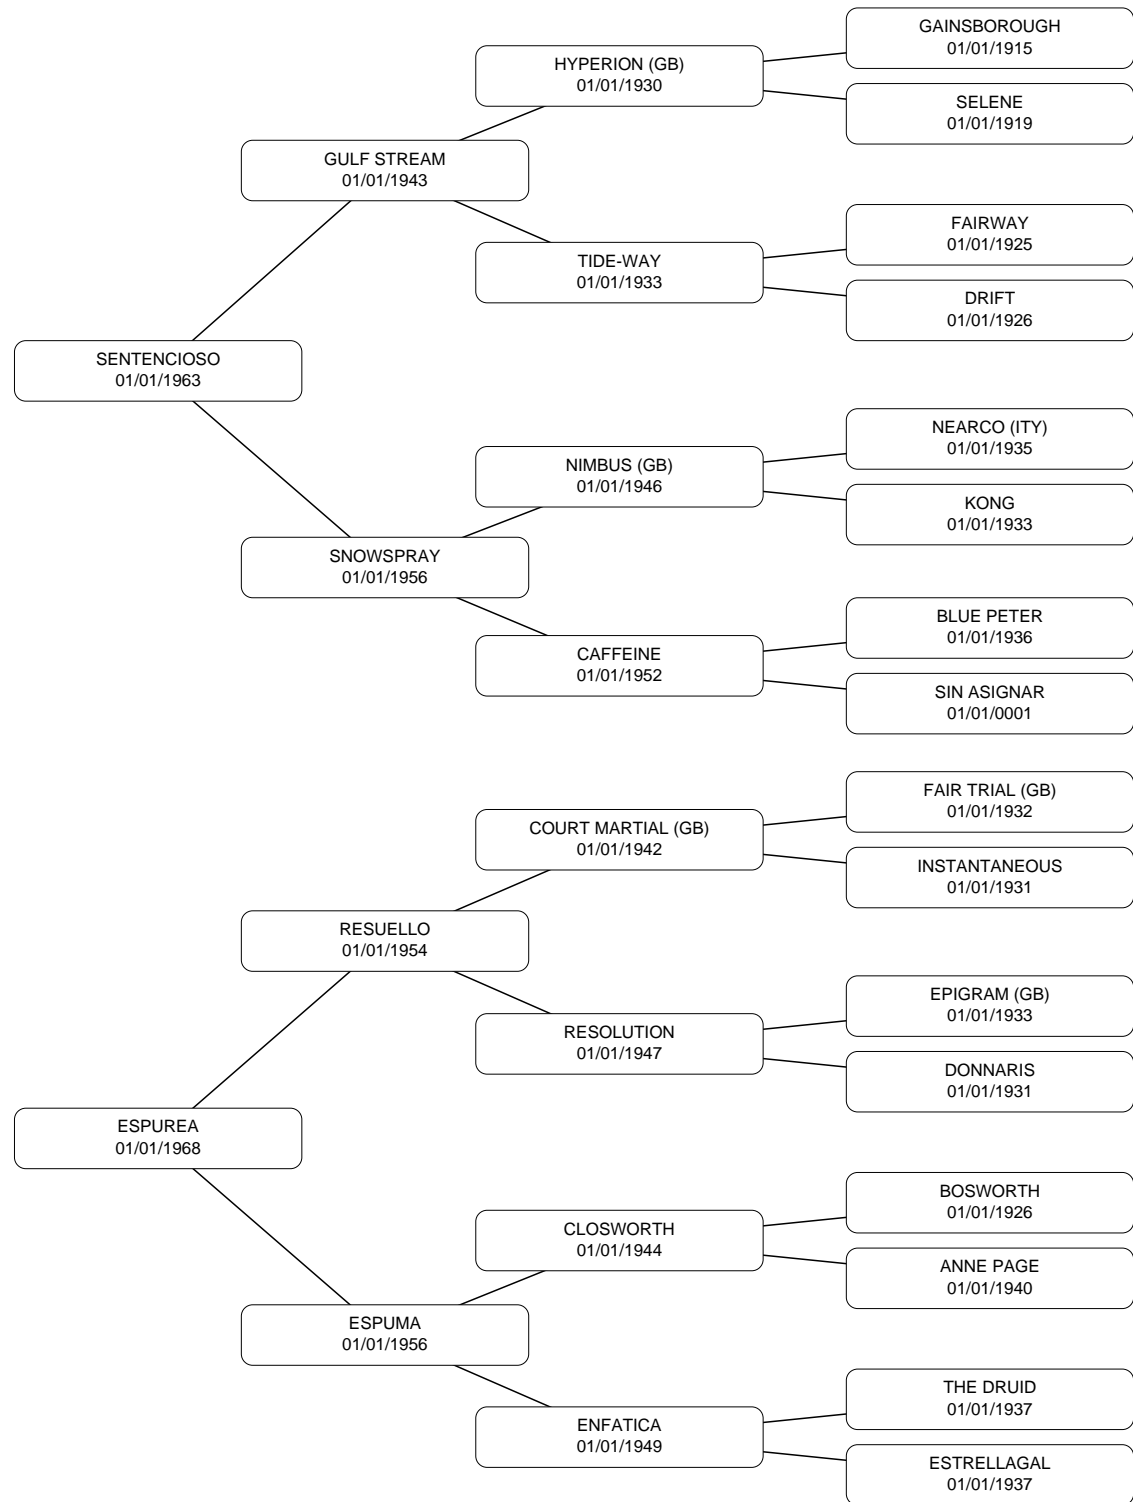 GAINSBOROUGH
01/01/1915
HYPERION (GB)
01/01/1930
SELENE
01/01/1919
GULF STREAM
01/01/1943
FAIRWAY
01/01/1925
TIDE-WAY
01/01/1933
DRIFT
01/01/1926
SENTENCIOSO
01/01/1963
NEARCO (ITY)
01/01/1935
NIMBUS (GB)
01/01/1946
KONG
01/01/1933
SNOWSPRAY
01/01/1956
BLUE PETER
01/01/1936
CAFFEINE
01/01/1952
SIN ASIGNAR
01/01/0001
FAIR TRIAL (GB)
01/01/1932
COURT MARTIAL (GB)
01/01/1942
INSTANTANEOUS
01/01/1931
RESUELLO
01/01/1954
EPIGRAM (GB)
01/01/1933
RESOLUTION
01/01/1947
DONNARIS
01/01/1931
ESPUREA
01/01/1968
BOSWORTH
01/01/1926
CLOSWORTH
01/01/1944
ANNE PAGE
01/01/1940
ESPUMA
01/01/1956
THE DRUID
01/01/1937
ENFATICA
01/01/1949
ESTRELLAGAL
01/01/1937